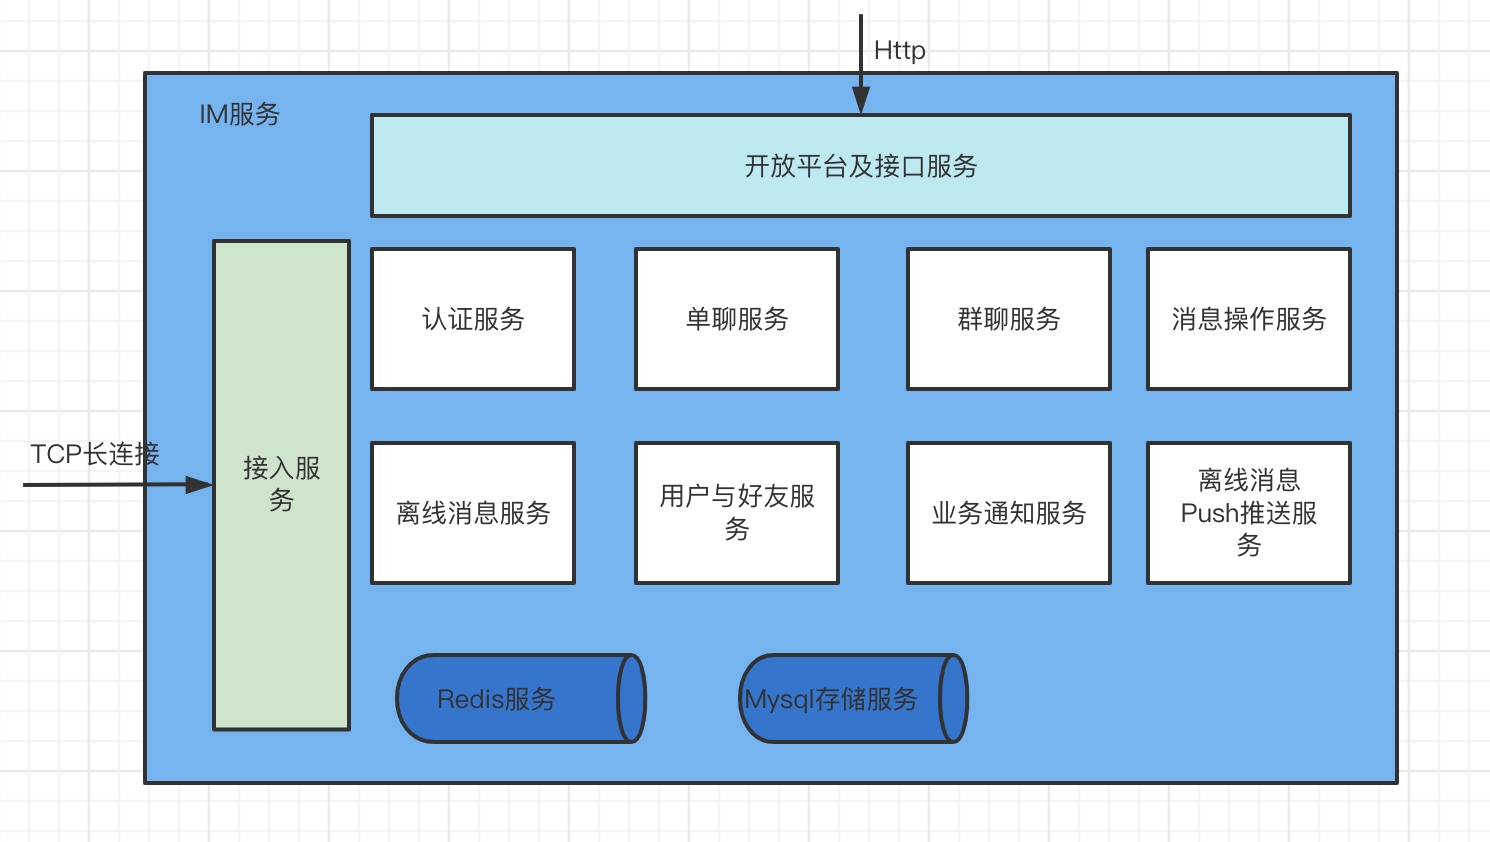 Http
IM服务
开放平台及接口服务
认证服务
单聊服务
群聊服务
消息操作服务
TCP长连接
接入服
务
离线消息服务
用户与好友服
务
业务通知服务
离线消息
Push推送服
务
Redis服务
Mysql存储服务